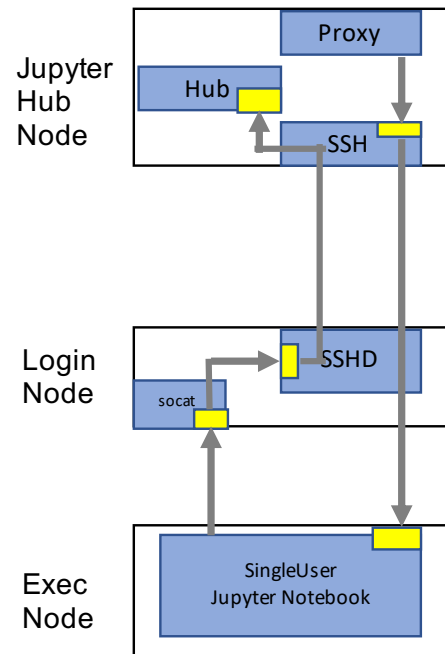 Jupyter
Hub
Node
Proxy
Hub
SSH
Login
Node
SSHD
socat
Exec
Node
SingleUser
Jupyter Notebook